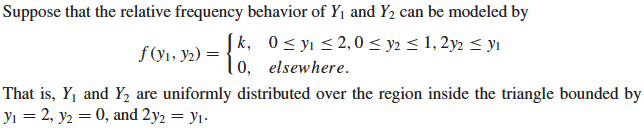 Suppose that the relative frequency behavior of Y₁ and Y₂ can be modeled by
f(y₁, y₂) = { k, 0 ≤ y₁ ≤ 2, 0 ≤ y₂ ≤ 1, 2y₂ ≤ y₁
0, elsewhere.
That is, Y₁ and Y₂ are uniformly distributed over the region inside the triangle bounded by
y₁ = 2, y₂ = 0, and 2y₂ = y₁.